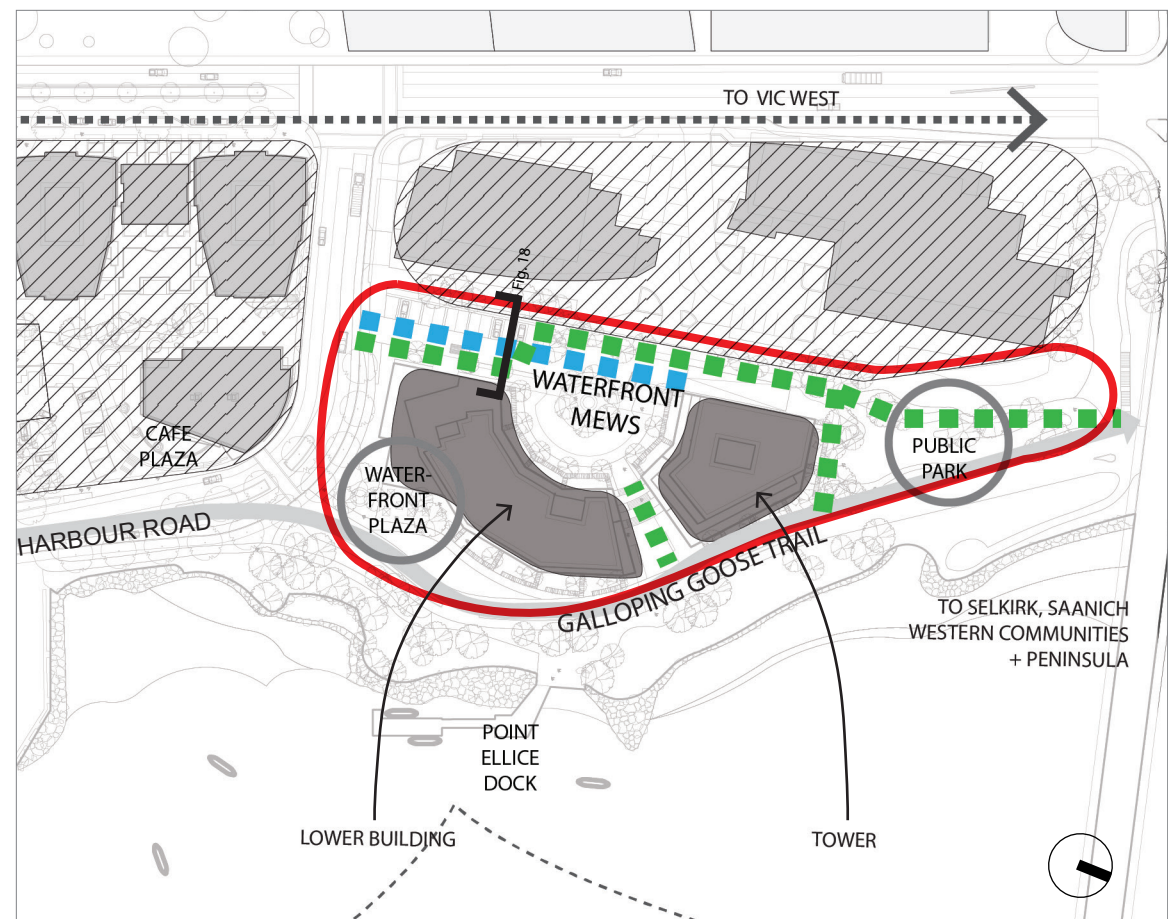 TO VIC WEST
Fig. 18
WATERFRONT
MEWS
CAFE
PLAZA
WATER-
FRONT
PLAZA
PUBLIC
PARK
HARBOUR ROAD
GALLOPING GOOSE TRAIL
TO SELKIRK, SAANICH
WESTERN COMMUNITIES
+ PENINSULA
POINT
ELLICE
DOCK
LOWER BUILDING
TOWER